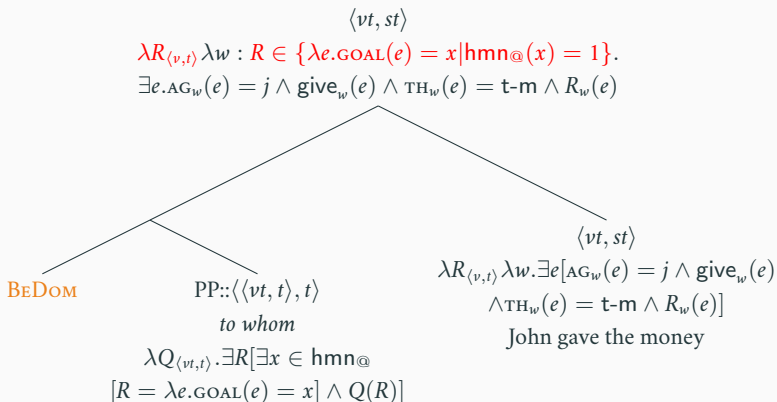 ⟨vt, st⟩
λR⟨v,t⟩λw : R ∈ {λe.GOAL(e) = x|hmn@(x) = 1}.
∃e.AGw(e) = j ∧ givew(e) ∧ THw(e) = t-m ∧ Rw(e)
⟨vt, st⟩
λR⟨v,t⟩λw.∃e[AGw(e) = j ∧ givew(e)
∧THw(e) = t-m ∧ Rw(e)]
John gave the money
BEDOM
PP::⟨⟨vt, t⟩, t⟩
to whom
λQ⟨vt,t⟩.∃R[∃x ∈ hmn@
[R = λe.GOAL(e) = x] ∧ Q(R)]